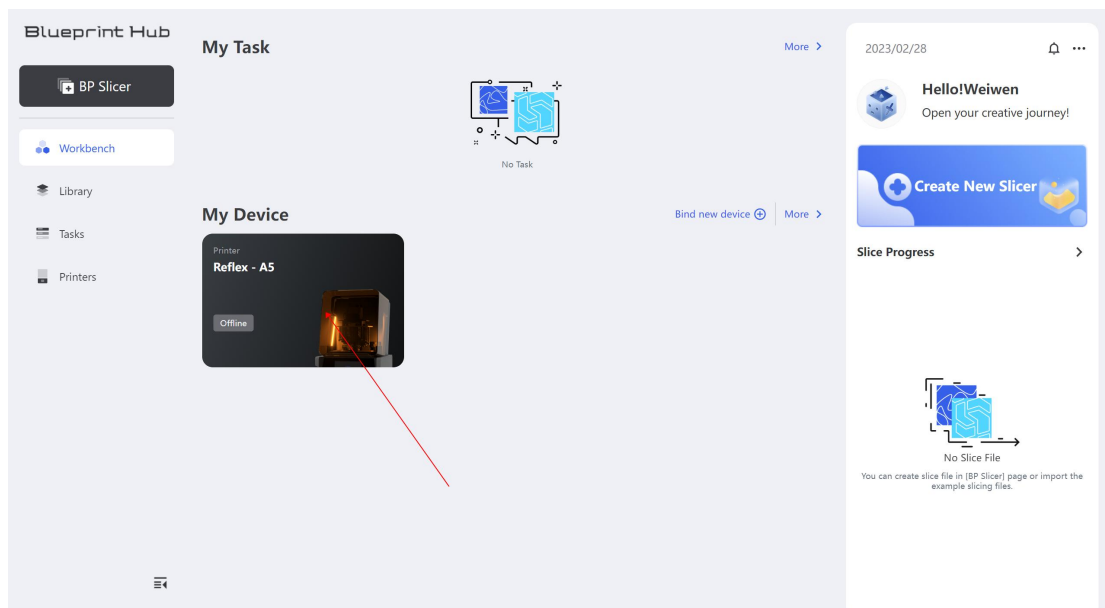 Blueprint Hub
BP Slicer
Workbench
Library
Tasks
Printers
My Task
More
No Task
My Device
Bind new device
More
Printer
Reflex - A5
Offline
2023/02/28
Hello!Weiwen
Open your creative journey!
Create New Slicer
Slice Progress
No Slice File
You can create slice file in [BP Slicer] page or import the
example slicing files.